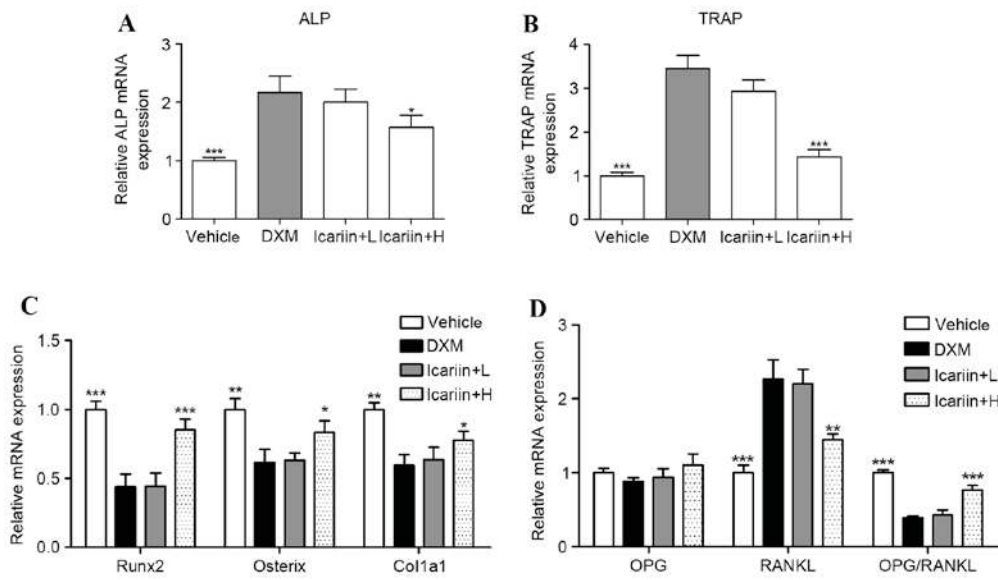 A
ALP
Relative ALP mRNA
expression
3
2
1
0
***
*
Vehicle
DXM
Icariin+L
Icariin+H
B
TRAP
Relative TRAP mRNA
expression
4
3
2
1
0
***
***
Vehicle
DXM
Icariin+L
Icariin+H
C
Relative mRNA expression
1.5
1.0
0.5
0.0
Vehicle
DXM
Icariin+L
Icariin+H
***
***
**
*
**
*
Runx2
Osterix
Col1a1
D
Relative mRNA expression
3
2
1
0
Vehicle
DXM
Icariin+L
Icariin+H
***
**
***
***
OPG
RANKL
OPG/RANKL